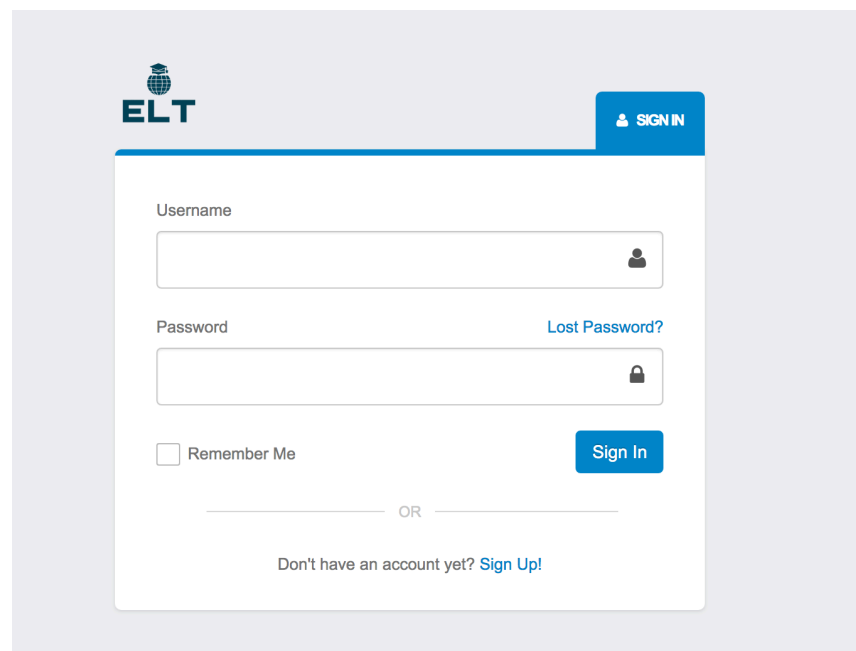 ELT
SIGN IN
Username
Password
Lost Password?
Remember Me
Sign In
OR
Don't have an account yet? Sign Up!